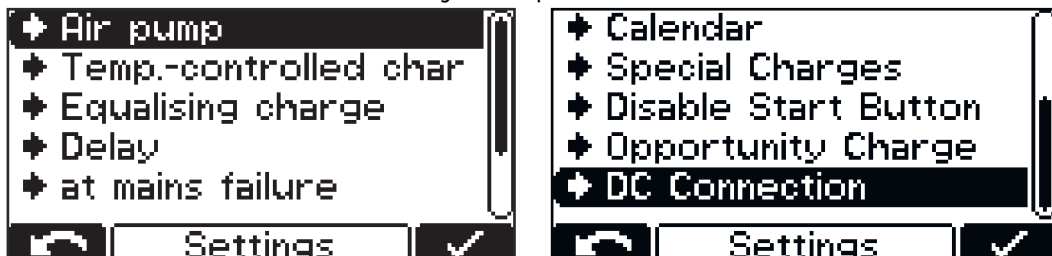 Air pump
Temp.-controlled char
Equalising charge
Delay
at mains failure
Settings
Calendar
Special Charges
Disable Start Button
Opportunity Charge
DC Connection
Settings